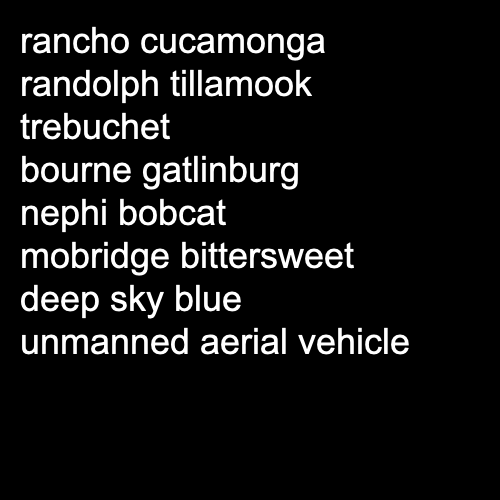 rancho cucamonga
randolph tillamook
trebuchet
bourne gatlinburg
nephi bobcat
mobridge bittersweet
deep sky blue
unmanned aerial vehicle